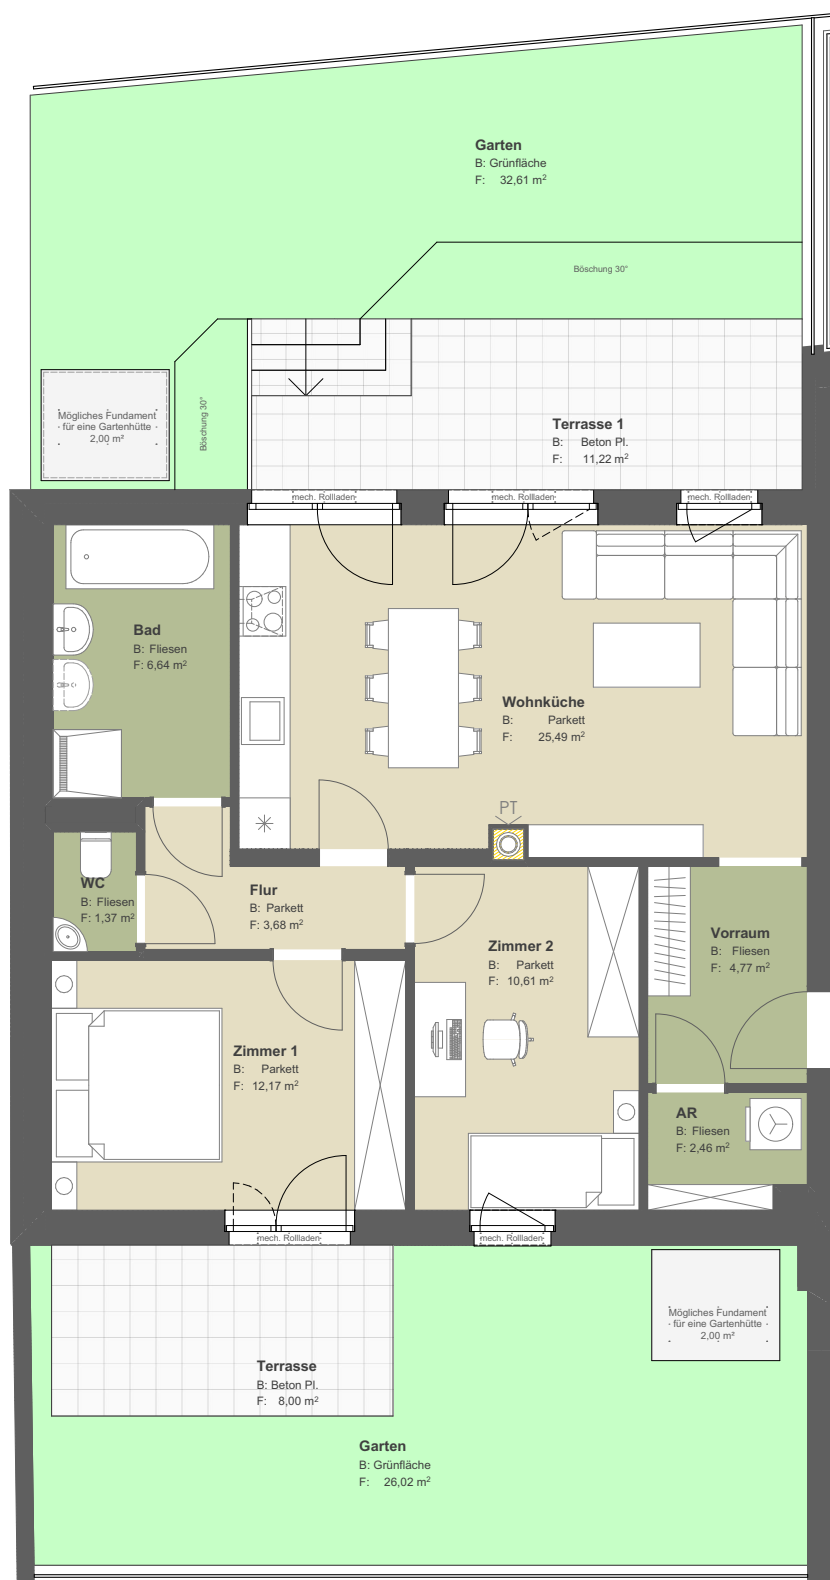 Garten
B: Grünfläche
F: 32,61 m²
Böschung 30°
Mögliches Fundament
für eine Gartenhütte
2,00 m²
Böschung 30°
Terrasse 1
B: Beton Pl.
F: 11,22 m²
mech. Rollladen
mech. Rollladen
mech. Rollladen
Bad
B: Fliesen
F: 6,64 m²
Wohnküche
B: Parkett
F: 25,49 m²
PT
WC
B: Fliesen
F: 1,37 m²
Flur
B: Parkett
F: 3,68 m²
Zimmer 2
B: Parkett
F: 10,61 m²
Vorraum
B: Fliesen
F: 4,77 m²
Zimmer 1
B: Parkett
F: 12,17 m²
AR
B: Fliesen
F: 2,46 m²
mech. Rollladen
mech. Rollladen
Mögliches Fundament
für eine Gartenhütte
2,00 m²
Terrasse
B: Beton Pl.
F: 8,00 m²
Garten
B: Grünfläche
F: 26,02 m²